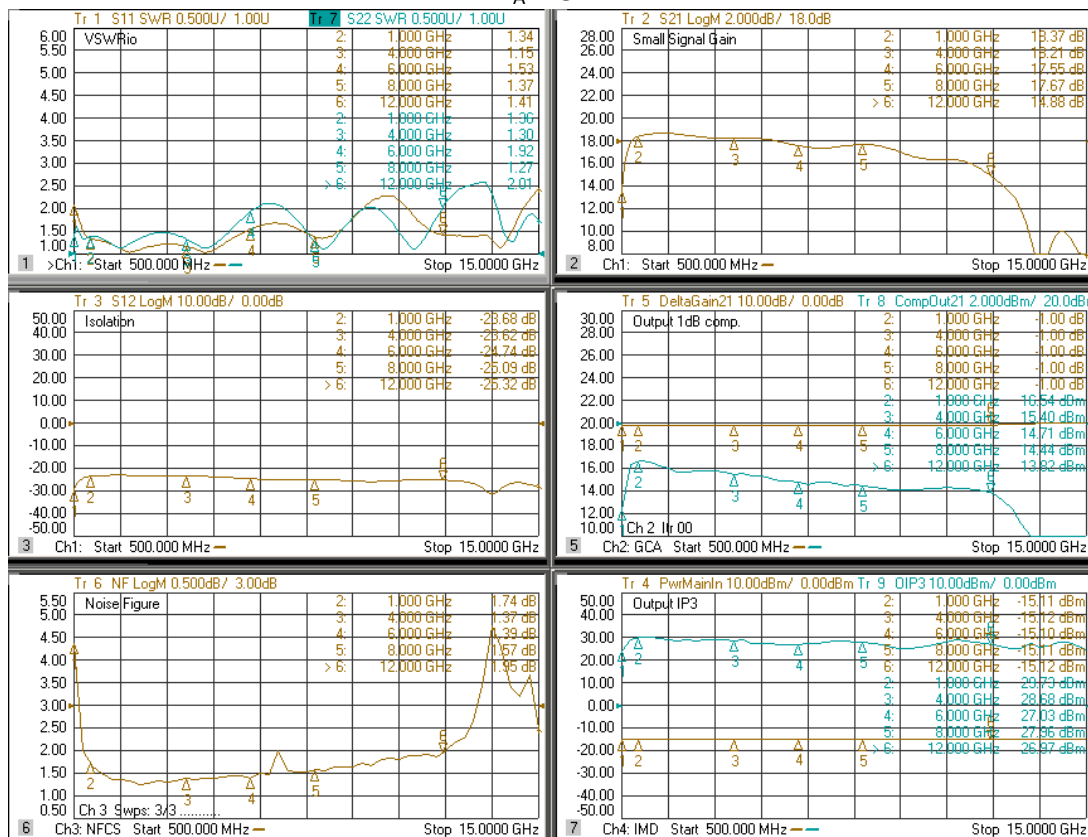 Tr 1 S11 SWR 0.500U/ 1.00U Tr 7 S22 SWR 0.500U/ 1.00U
VSWRio
6.00
5.50
5.00
4.50
3.50
3.00
2.50
2.00
1.50
1.00
2: 1.000 GHz 1.34
3: 4.000 GHz 1.15
4: 6.000 GHz 1.53
5: 8.000 GHz 1.37
6: 12.000 GHz 1.41
2: 1.000 GHz 1.36
3: 4.000 GHz 1.30
4: 6.000 GHz 1.92
5: 8.000 GHz 1.27
> 6: 12.000 GHz 2.01
1 >Ch1: Start 500.000 MHz Stop 15.0000 GHz
Tr 2 S21 LogM 2.000dB/ 18.0dB
Small Signal Gain
28.00
26.00
24.00
22.00
18.00
16.00
14.00
12.00
10.00
8.00
2: 1.000 GHz 18.37 dB
3: 4.000 GHz 18.21 dB
4: 6.000 GHz 17.55 dB
5: 8.000 GHz 17.67 dB
> 6: 12.000 GHz 14.88 dB
2 Ch1: Start 500.000 MHz Stop 15.0000 GHz
Tr 3 S12 LogM 10.00dB/ 0.00dB
Isolation
50.00
40.00
30.00
20.00
10.00
0.00
-10.00
-20.00
-30.00
-40.00
-50.00
2: 1.000 GHz -23.68 dB
3: 4.000 GHz -23.62 dB
4: 6.000 GHz -24.74 dB
5: 8.000 GHz -25.09 dB
> 6: 12.000 GHz -25.32 dB
3 Ch1: Start 500.000 MHz Stop 15.0000 GHz
Tr 5 DeltaGain21 10.00dB/ 0.00dB Tr 8 CompOut21 2.000dBm/ 20.0dB
Output 1dB comp.
30.00
28.00
26.00
24.00
22.00
20.00
18.00
16.00
14.00
12.00
10.00
2: 1.000 GHz -1.00 dB
3: 4.000 GHz -1.00 dB
4: 6.000 GHz -1.00 dB
5: 8.000 GHz -1.00 dB
6: 12.000 GHz -1.00 dB
2: 1.000 GHz 16.54 dBm
3: 4.000 GHz 15.40 dBm
4: 6.000 GHz 14.71 dBm
5: 8.000 GHz 14.44 dBm
> 6: 12.000 GHz 13.82 dBm
Ch 2 Itr 00
5 Ch2: GCA Start 500.000 MHz Stop 15.0000 GHz
Tr 6 NF LogM 0.500dB/ 3.00dB
Noise Figure
5.50
5.00
4.50
4.00
3.50
3.00
2.50
2.00
1.50
1.00
0.50
2: 1.000 GHz 1.74 dB
3: 4.000 GHz 1.37 dB
4: 6.000 GHz 1.39 dB
5: 8.000 GHz 1.57 dB
> 6: 12.000 GHz 1.95 dB
Ch 3 Swps: 3/3 ..........
6 Ch3: NFCS Start 500.000 MHz Stop 15.0000 GHz
Tr 4 PwrMainIn 10.00dBm/ 0.00dBm Tr 9 OIP3 10.00dBm/ 0.00dBm
Output IP3
50.00
40.00
30.00
20.00
0.00
-10.00
-20.00
-30.00
-40.00
-50.00
2: 1.000 GHz -15.11 dBm
3: 4.000 GHz -15.12 dBm
4: 6.000 GHz -15.10 dBm
5: 8.000 GHz -15.11 dBm
6: 12.000 GHz -15.12 dBm
2: 1.000 GHz 29.73 dBm
3: 4.000 GHz 28.68 dBm
4: 6.000 GHz 27.03 dBm
5: 8.000 GHz 27.96 dBm
> 6: 12.000 GHz 26.97 dBm
7 Ch4: IMD Start 500.000 MHz Stop 15.0000 GHz